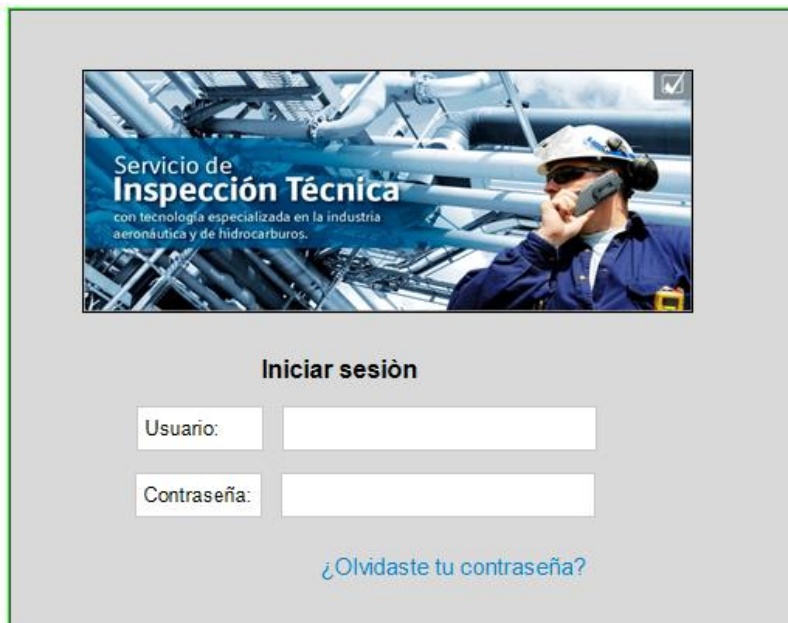 Servicio de
Inspección Técnica
con tecnología especializada en la industria
aeronáutica y de hidrocarburos.
Iniciar sesiòn
Usuario:
Contraseña:
¿Olvidaste tu contraseña?